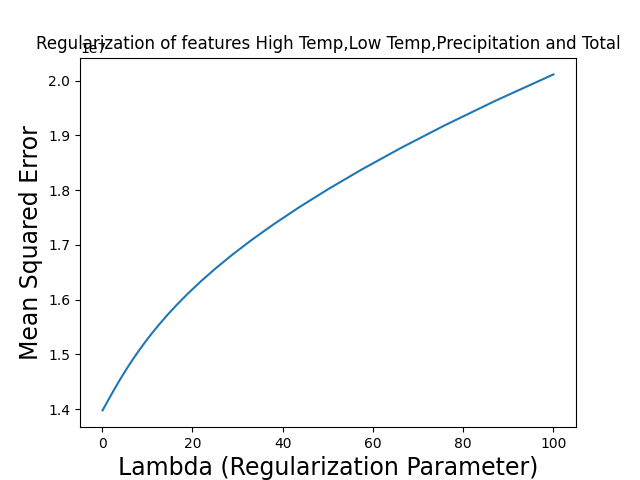 Regularization of features High Temp,Low Temp,Precipitation and Total
1e7
2.0
1.9
1.8
1.7
1.6
1.5
1.4
Mean Squared Error
0 20 40 60 80 100
Lambda (Regularization Parameter)